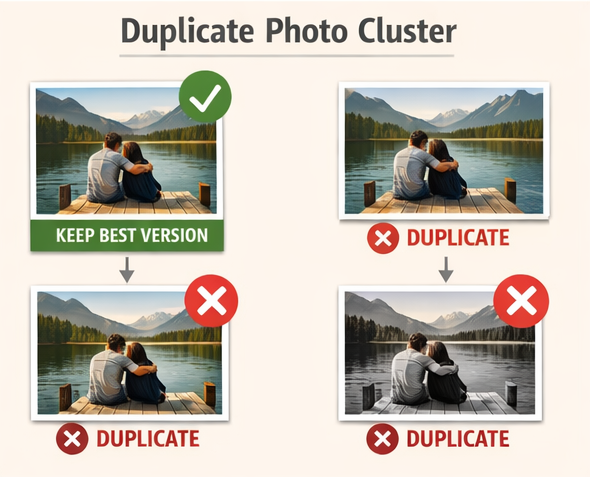 Duplicate Photo Cluster
KEEP BEST VERSION
DUPLICATE
DUPLICATE
DUPLICATE